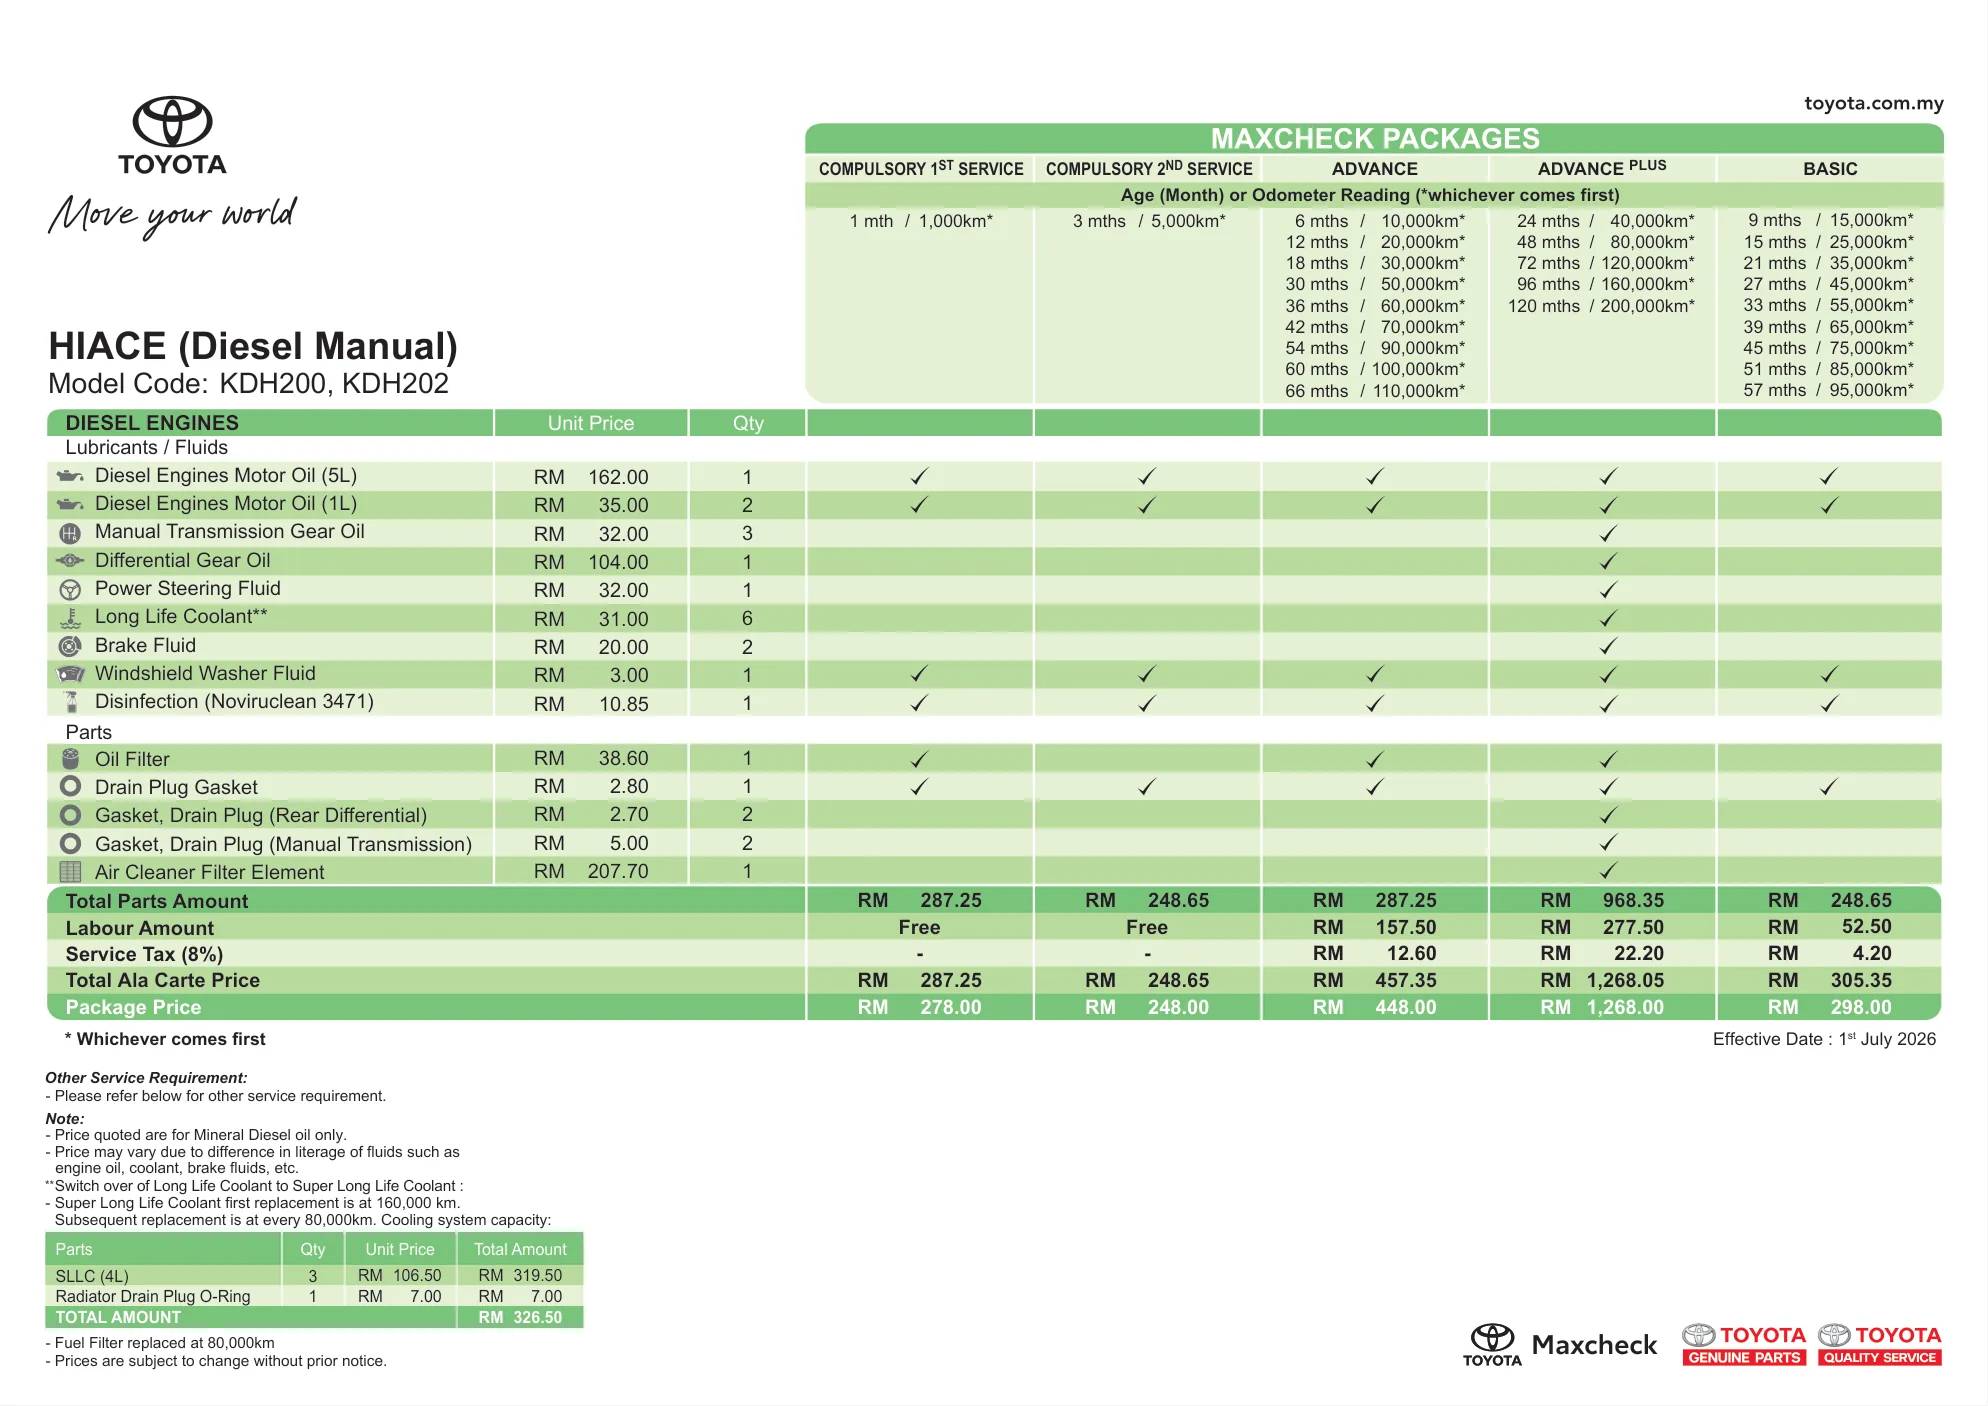 toyota.com.my
TOYOTA
Move your world
MAXCHECK PACKAGES
COMPULSORY 1ST SERVICE COMPULSORY 2ND SERVICE ADVANCE ADVANCE PLUS BASIC
Age (Month) or Odometer Reading (*whichever comes first)
1 mth / 1,000km* 3 mths / 5,000km* 6 mths / 10,000km* 24 mths / 40,000km* 9 mths / 15,000km*
12 mths / 20,000km* 48 mths / 80,000km* 15 mths / 25,000km*
18 mths / 30,000km* 72 mths / 120,000km* 21 mths / 35,000km*
30 mths / 50,000km* 96 mths / 160,000km* 27 mths / 45,000km*
36 mths / 60,000km* 120 mths / 200,000km* 33 mths / 55,000km*
42 mths / 70,000km* 39 mths / 65,000km*
54 mths / 90,000km* 45 mths / 75,000km*
60 mths / 100,000km* 51 mths / 85,000km*
66 mths / 110,000km* 57 mths / 95,000km*
HIACE (Diesel Manual)
Model Code: KDH200, KDH202
DIESEL ENGINES Unit Price Qty
Lubricants / Fluids
Diesel Engines Motor Oil (5L) RM 162.00 1 ✓ ✓ ✓ ✓ ✓
Diesel Engines Motor Oil (1L) RM 35.00 2 ✓ ✓ ✓ ✓ ✓
Manual Transmission Gear Oil RM 32.00 3 ✓
Differential Gear Oil RM 104.00 1 ✓
Power Steering Fluid RM 32.00 1 ✓
Long Life Coolant** RM 31.00 6 ✓
Brake Fluid RM 20.00 2 ✓
Windshield Washer Fluid RM 3.00 1 ✓ ✓ ✓ ✓ ✓
Disinfection (Noviruclean 3471) RM 10.85 1 ✓ ✓ ✓ ✓ ✓
Parts
Oil Filter RM 38.60 1 ✓ ✓ ✓
Drain Plug Gasket RM 2.80 1 ✓ ✓ ✓ ✓ ✓
Gasket, Drain Plug (Rear Differential) RM 2.70 2 ✓
Gasket, Drain Plug (Manual Transmission) RM 5.00 2 ✓
Air Cleaner Filter Element RM 207.70 1 ✓
Total Parts Amount RM 287.25 RM 248.65 RM 287.25 RM 968.35 RM 248.65
Labour Amount Free Free RM 157.50 RM 277.50 RM 52.50
Service Tax (8%) - - RM 12.60 RM 22.20 RM 4.20
Total Ala Carte Price RM 287.25 RM 248.65 RM 457.35 RM 1,268.05 RM 305.35
Package Price RM 278.00 RM 248.00 RM 448.00 RM 1,268.00 RM 298.00
* Whichever comes first Effective Date : 1st July 2026
Other Service Requirement:
- Please refer below for other service requirement.
Note:
- Price quoted are for Mineral Diesel oil only.
- Price may vary due to difference in literage of fluids such as
engine oil, coolant, brake fluids, etc.
**Switch over of Long Life Coolant to Super Long Life Coolant :
- Super Long Life Coolant first replacement is at 160,000 km.
Subsequent replacement is at every 80,000km. Cooling system capacity:
Parts Qty Unit Price Total Amount
SLLC (4L) 3 RM 106.50 RM 319.50
Radiator Drain Plug O-Ring 1 RM 7.00 RM 7.00
TOTAL AMOUNT RM 326.50
- Fuel Filter replaced at 80,000km
- Prices are subject to change without prior notice.
TOYOTA Maxcheck
TOYOTA GENUINE PARTS
TOYOTA QUALITY SERVICE